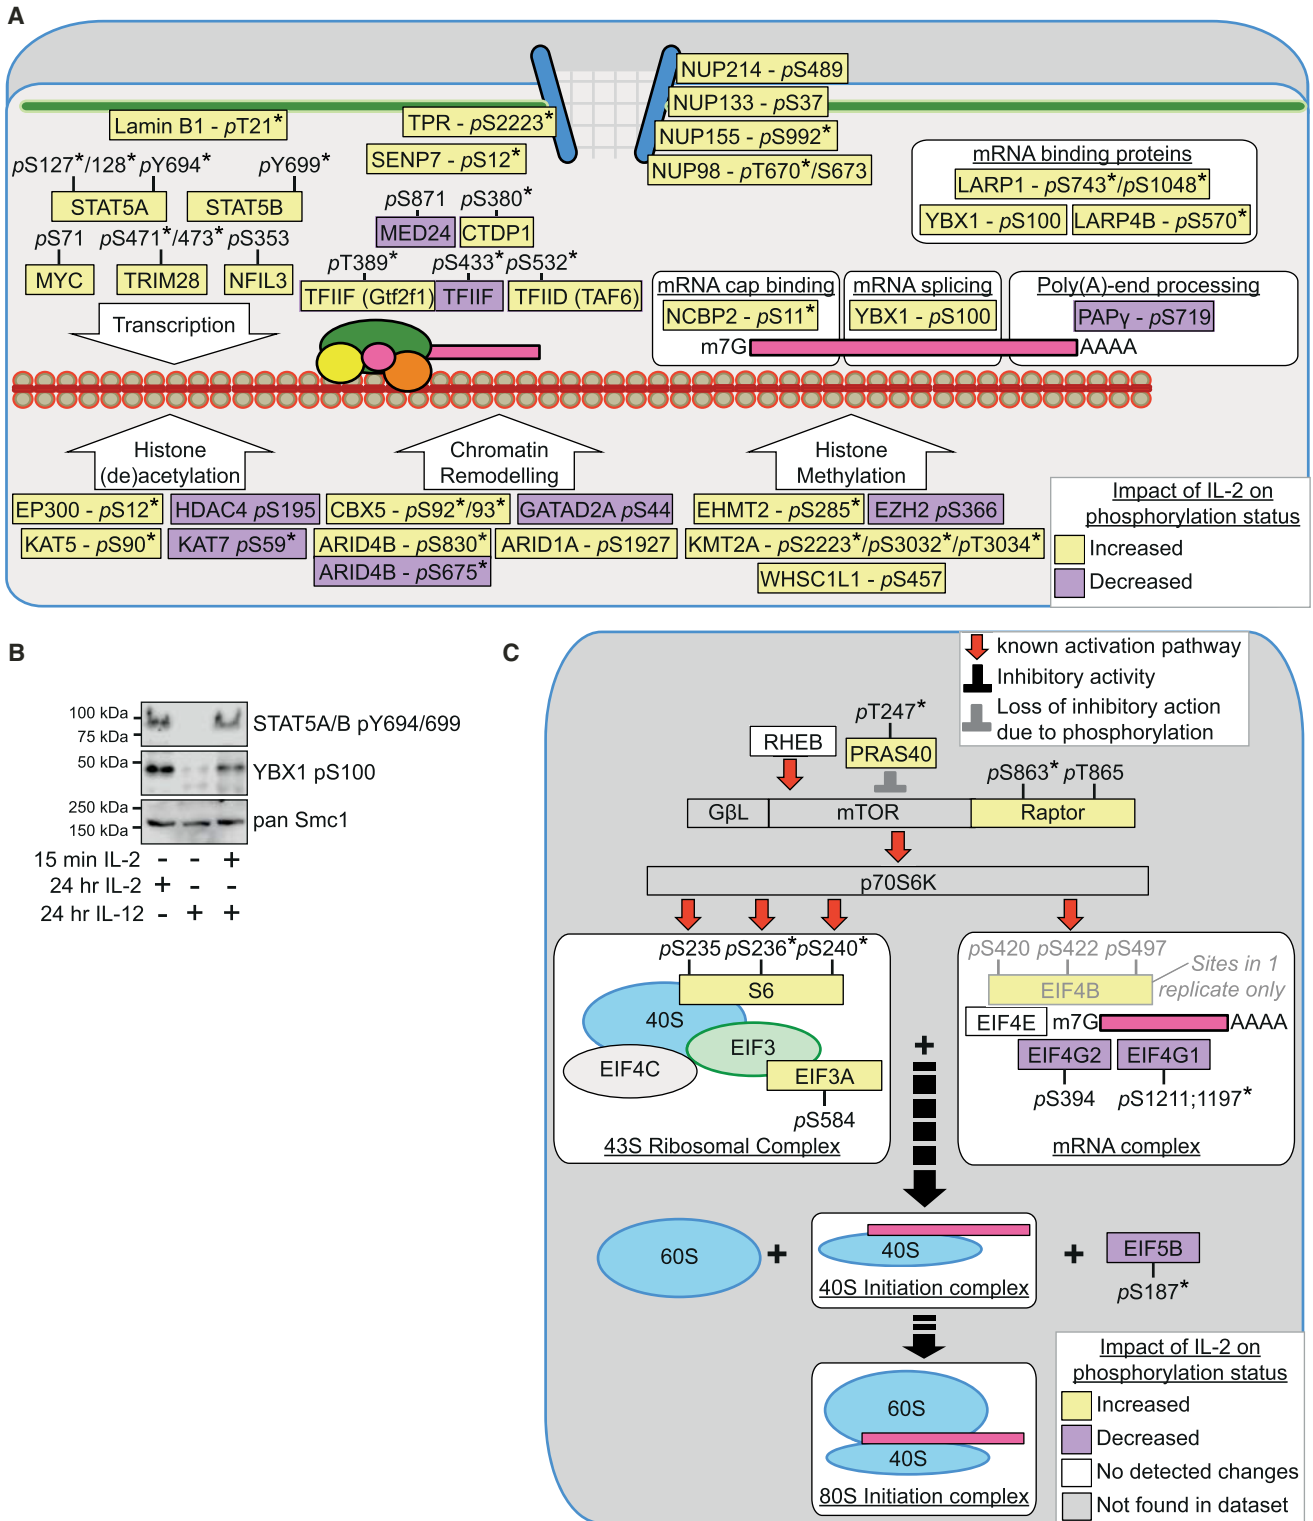 A
NUP214 - pS489
NUP133 - pS37
NUP155 - pS992*
NUP98 - pT670*/S673
Lamin B1 - pT21*
TPR - pS2223*
SENP7 - pS12*
pS127*/128* pY694* pY699*
STAT5A STAT5B
pS71 pS471*/473* pS353
MYC TRIM28 NFIL3
Transcription
pS871 pS380*
MED24 CTDP1
pT389* pS433* pS532*
TFIIF (Gtf2f1) TFIIF TFIID (TAF6)
mRNA binding proteins
LARP1 - pS743*/pS1048*
YBX1 - pS100 LARP4B - pS570*
mRNA cap binding mRNA splicing Poly(A)-end processing
NCBP2 - pS11* YBX1 - pS100 PAPγ - pS719
m7G AAAA
Histone
(de)acetylation
Chromatin
Remodelling
Histone
Methylation
EP300 - pS12* HDAC4 pS195
KAT5 - pS90* KAT7 pS59*
CBX5 - pS92*/93* GATAD2A pS44
ARID4B - pS830* ARID1A - pS1927
ARID4B - pS675*
EHMT2 - pS285* EZH2 pS366
KMT2A - pS2223*/pS3032*/pT3034*
WHSC1L1 - pS457
Impact of IL-2 on
phosphorylation status
Increased
Decreased
B
100 kDa
75 kDa
STAT5A/B pY694/699
50 kDa
YBX1 pS100
250 kDa
150 kDa
pan Smc1
15 min IL-2 - - +
24 hr IL-2 + - -
24 hr IL-12 - + +
C
known activation pathway
Inhibitory activity
Loss of inhibitory action
due to phosphorylation
pT247*
RHEB PRAS40
pS863* pT865
GβL mTOR Raptor
p70S6K
pS235 pS236* pS240*
S6
40S
EIF3
EIF4C
EIF3A
pS584
43S Ribosomal Complex
+
pS420 pS422 pS497
Sites in 1
replicate only
EIF4B
EIF4E m7G AAAA
EIF4G2 EIF4G1
pS394 pS1211;1197*
mRNA complex
60S + 40S + EIF5B
40S Initiation complex
pS187*
60S
40S
80S Initiation complex
Impact of IL-2 on
phosphorylation status
Increased
Decreased
No detected changes
Not found in dataset